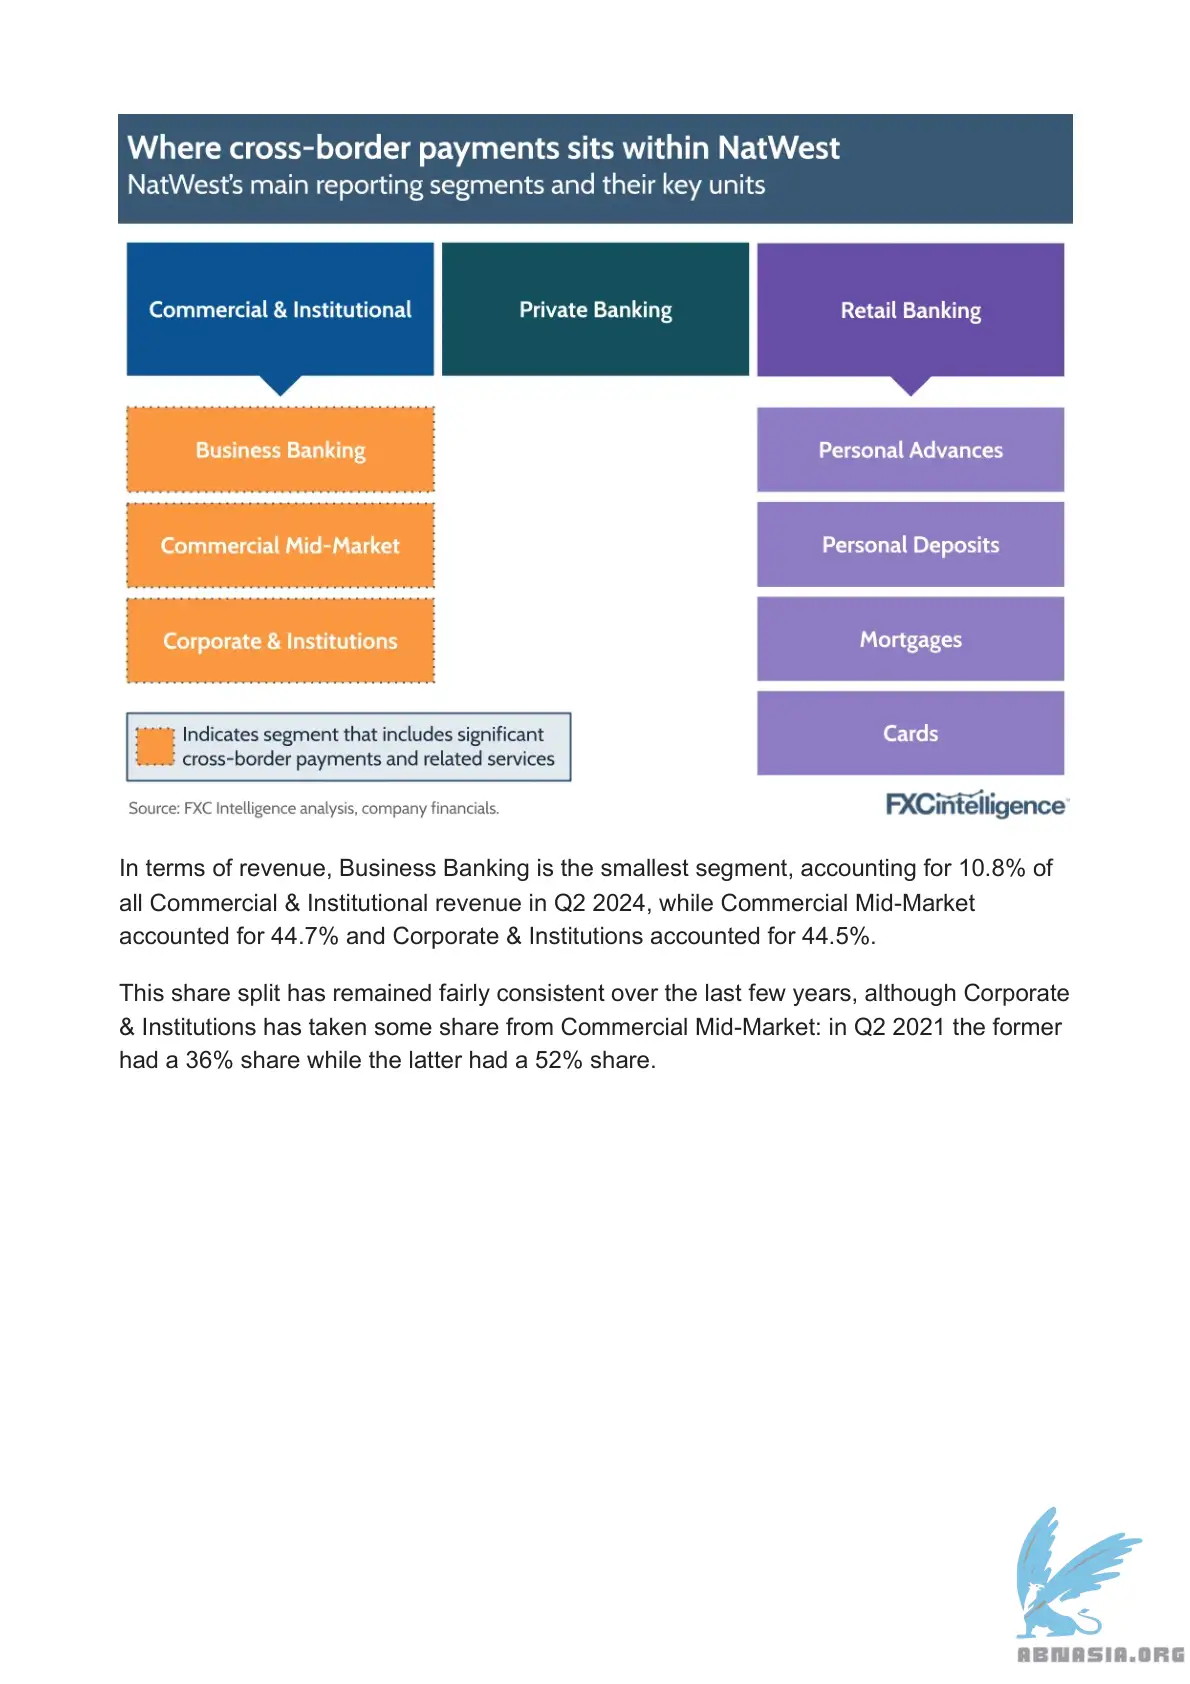 Where cross-border payments sits within NatWest
NatWest's main reporting segments and their key units
Commercial & Institutional
Private Banking
Retail Banking
Business Banking
Commercial Mid-Market
Corporate & Institutions
Personal Advances
Personal Deposits
Mortgages
Cards
Indicates segment that includes significant
cross-border payments and related services
Source: FXC Intelligence analysis, company financials.
FXCintelligence™
In terms of revenue, Business Banking is the smallest segment, accounting for 10.8% of
all Commercial & Institutional revenue in Q2 2024, while Commercial Mid-Market
accounted for 44.7% and Corporate & Institutions accounted for 44.5%.
This share split has remained fairly consistent over the last few years, although Corporate
& Institutions has taken some share from Commercial Mid-Market: in Q2 2021 the former
had a 36% share while the latter had a 52% share.
ABNASIA.ORG